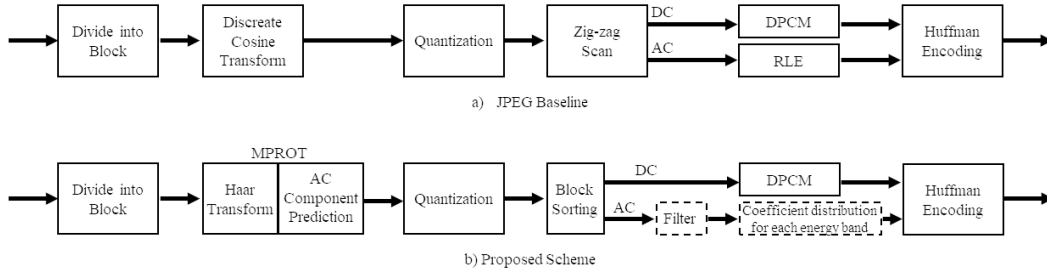 Divide into
Block
Discreate
Cosine
Transform
Quantization
Zig-zag
Scan
DC
AC
DPCM
RLE
Huffman
Encoding
a) JPEG Baseline
MPROT
Divide into
Block
Haar
Transform
AC
Component
Prediction
Quantization
Block
Sorting
DC
AC
DPCM
Filter
Coefficient distribution
for each energy band
Huffman
Encoding
b) Proposed Scheme